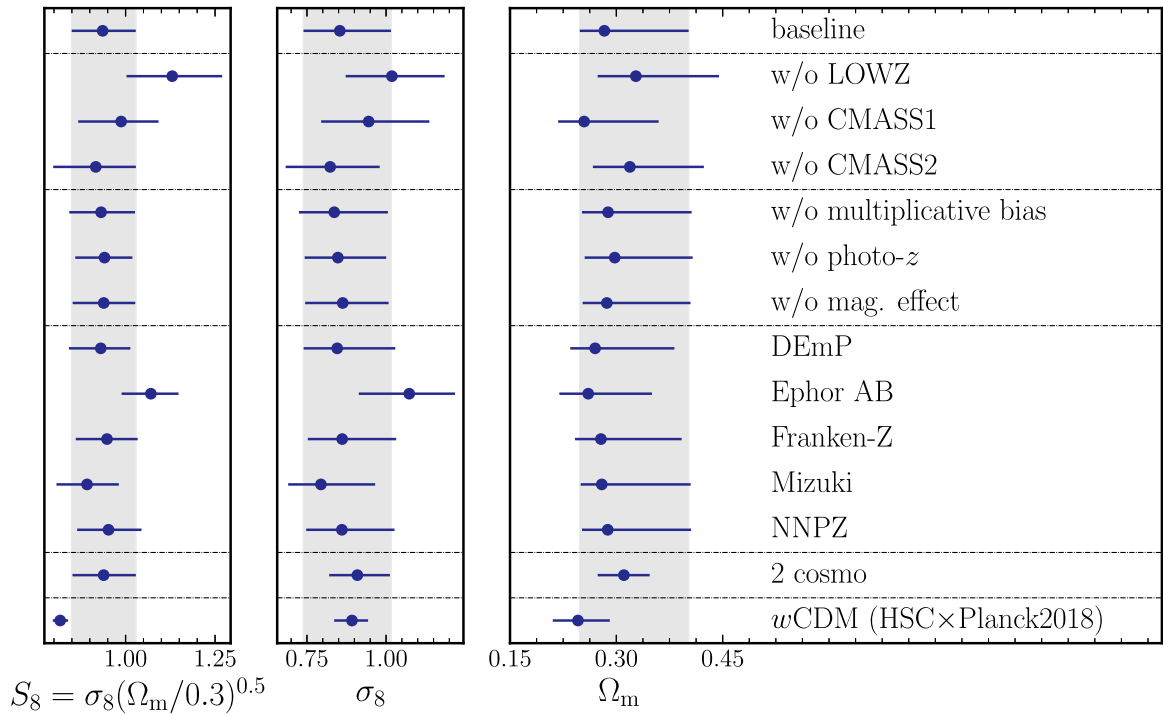 baseline
w/o LOWZ
w/o CMASS1
w/o CMASS2
w/o multiplicative bias
w/o photo-z
w/o mag. effect
DEmP
Ephor AB
Franken-Z
Mizuki
NNPZ
2 cosmo
wCDM (HSC×Planck2018)
1.00 1.25 0.75 1.00 0.15 0.30 0.45
S₈ = σ₈(Ωₘ/0.3)⁰·⁵ σ₈ Ωₘ